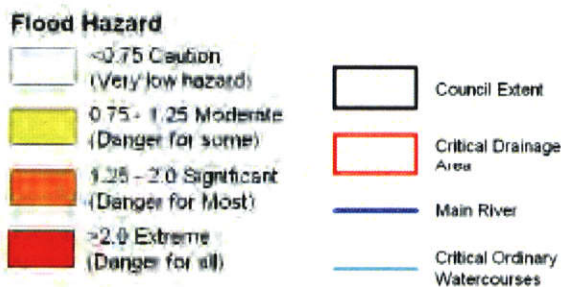 Flood Hazard
<0.75 Caution
(Very low hazard)
0.75 - 1.25 Moderate
(Danger for some)
1.25 - 2.0 Significant
(Danger for Most)
>2.0 Extreme
(Danger for all)
Council Extent
Critical Drainage
Area
Main River
Critical Ordinary
Watercourses